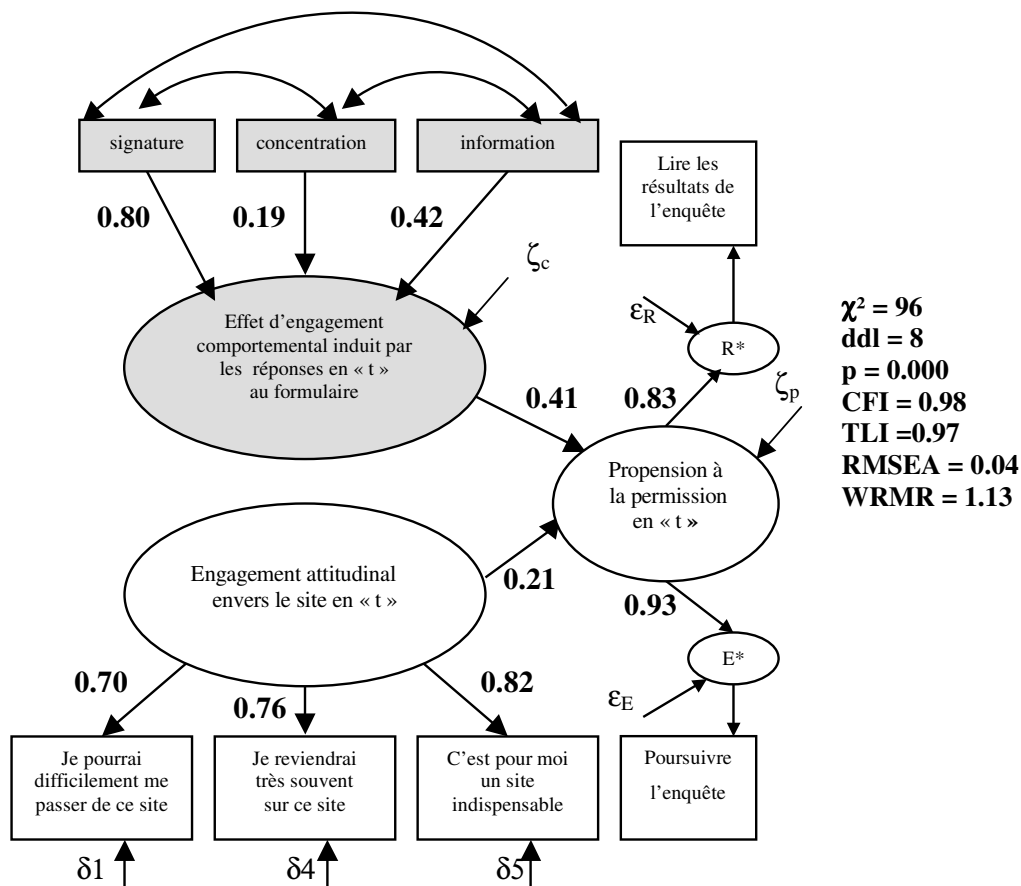 signature
concentration
information
0.80
0.19
0.42
Lire les
résultats de
l'enquête
ζc
Effet d'engagement
comportemental induit par
les réponses en « t »
au formulaire
εR
R*
χ² = 96
ddl = 8
p = 0.000
CFI = 0.98
TLI =0.97
RMSEA = 0.04
WRMR = 1.13
0.41
0.83
ζp
Propension à
la permission
en « t »
Engagement attitudinal
envers le site en « t »
0.21
0.93
E*
εE
0.70
0.76
0.82
Je pourrai
difficilement me
passer de ce site
Je reviendrai
très souvent
sur ce site
C'est pour moi
un site
indispensable
Poursuivre
l'enquête
δ1
δ4
δ5